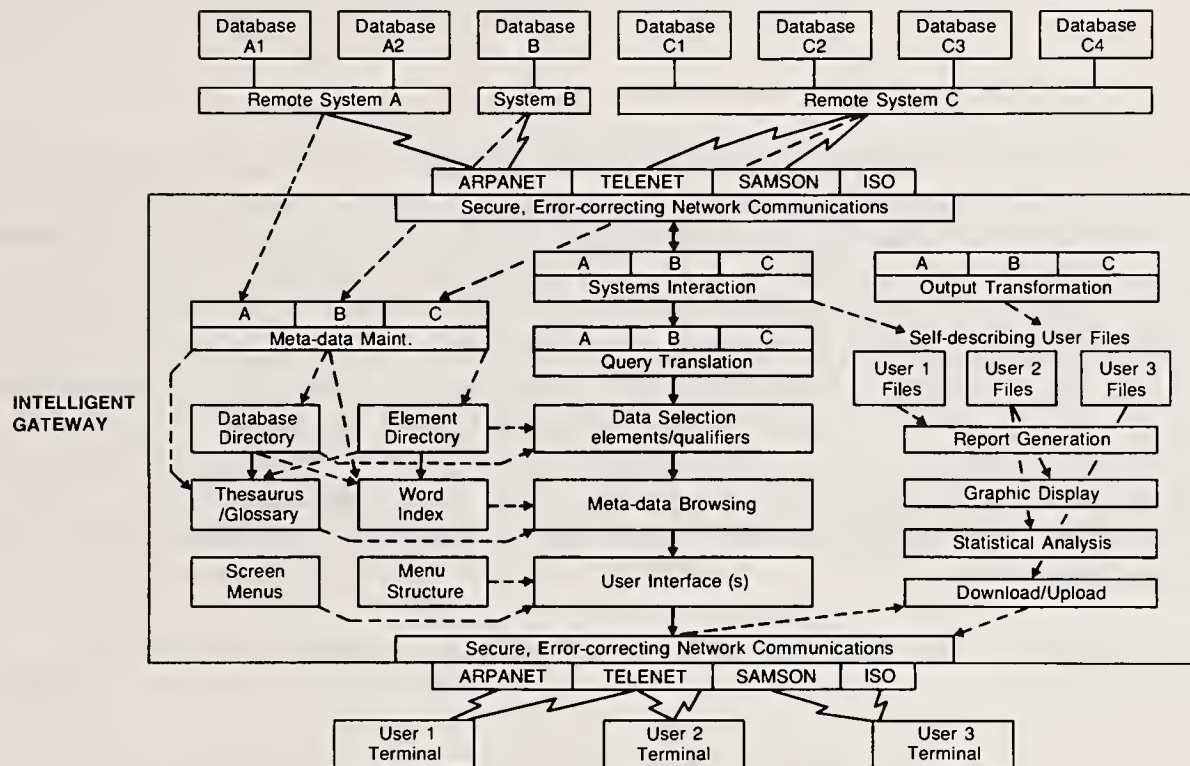 Database
A1
Database
A2
Database
B
Database
C1
Database
C2
Database
C3
Database
C4
Remote System A
System B
Remote System C
ARPANET
TELENET
SAMSON
ISO
Secure, Error-correcting Network Communications
A
B
C
Systems Interaction
A
B
C
Output Transformation
A
B
C
Meta-data Maint.
A
B
C
Query Translation
Self-describing User Files
User 1
Files
User 2
Files
User 3
Files
INTELLIGENT
GATEWAY
Database
Directory
Element
Directory
Data Selection
elements/qualifiers
Report Generation
Thesaurus
/Glossary
Word
Index
Meta-data Browsing
Graphic Display
Statistical Analysis
Screen
Menus
Menu
Structure
User Interface (s)
Download/Upload
Secure, Error-correcting Network Communications
ARPANET
TELENET
SAMSON
ISO
User 1
Terminal
User 2
Terminal
User 3
Terminal